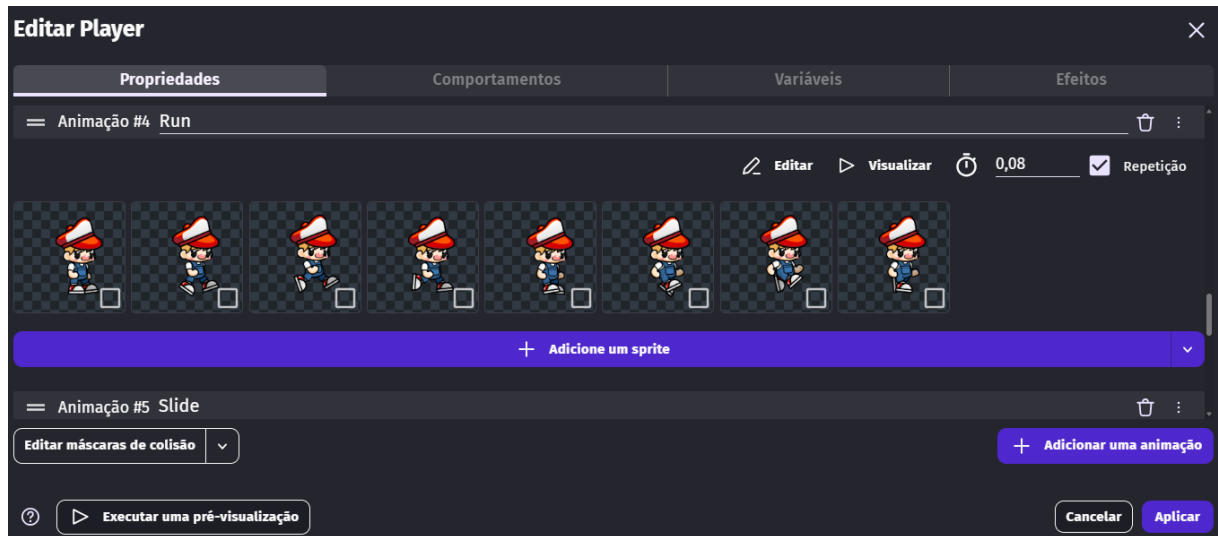 Editar Player
Propriedades Comportamentos Variáveis Efeitos
Animação #4 Run
Editar Visualizar 0,08 Repetição
Adicione um sprite
Animação #5 Slide
Editar máscaras de colisão Adicionar uma animação
Executar uma pré-visualização Cancelar Aplicar